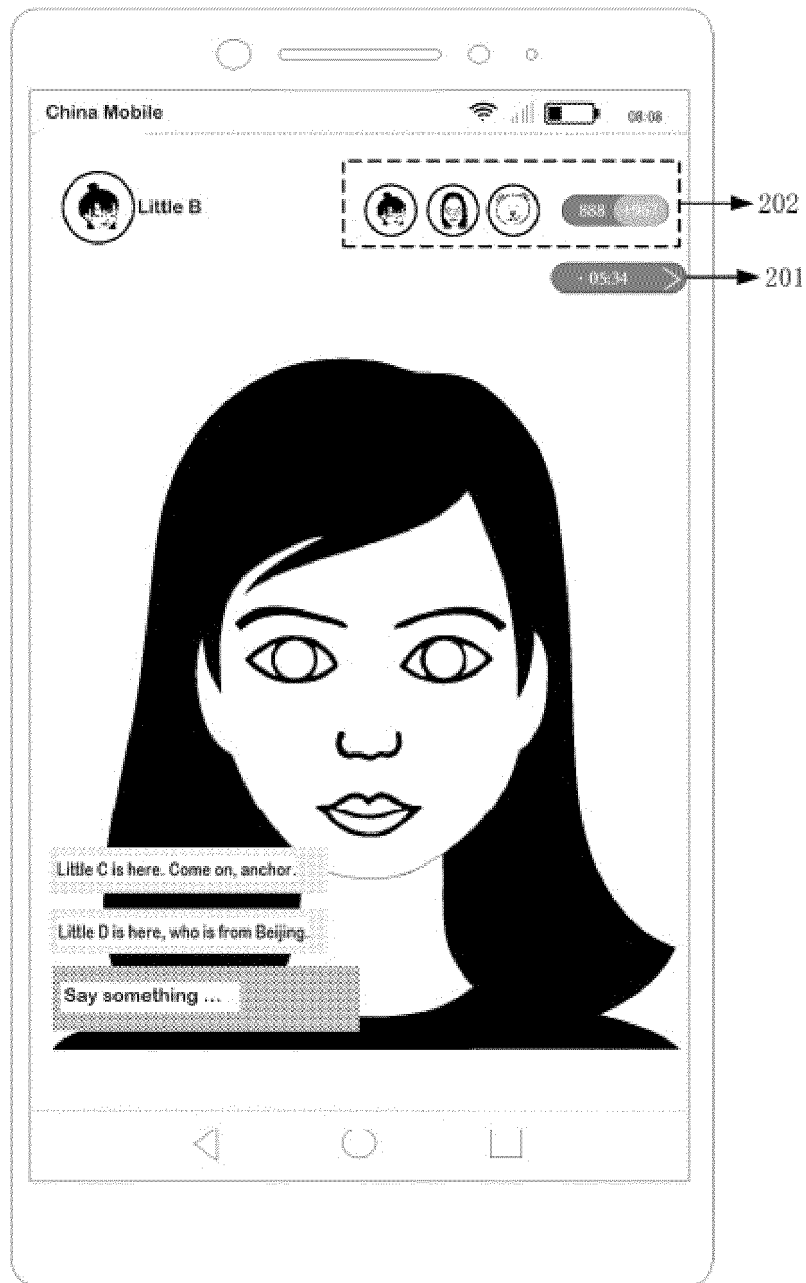 China Mobile
08:08
Little B
888
202
· 05:34
201
Little C is here. Come on, anchor.
Little D is here, who is from Beijing.
Say something ...